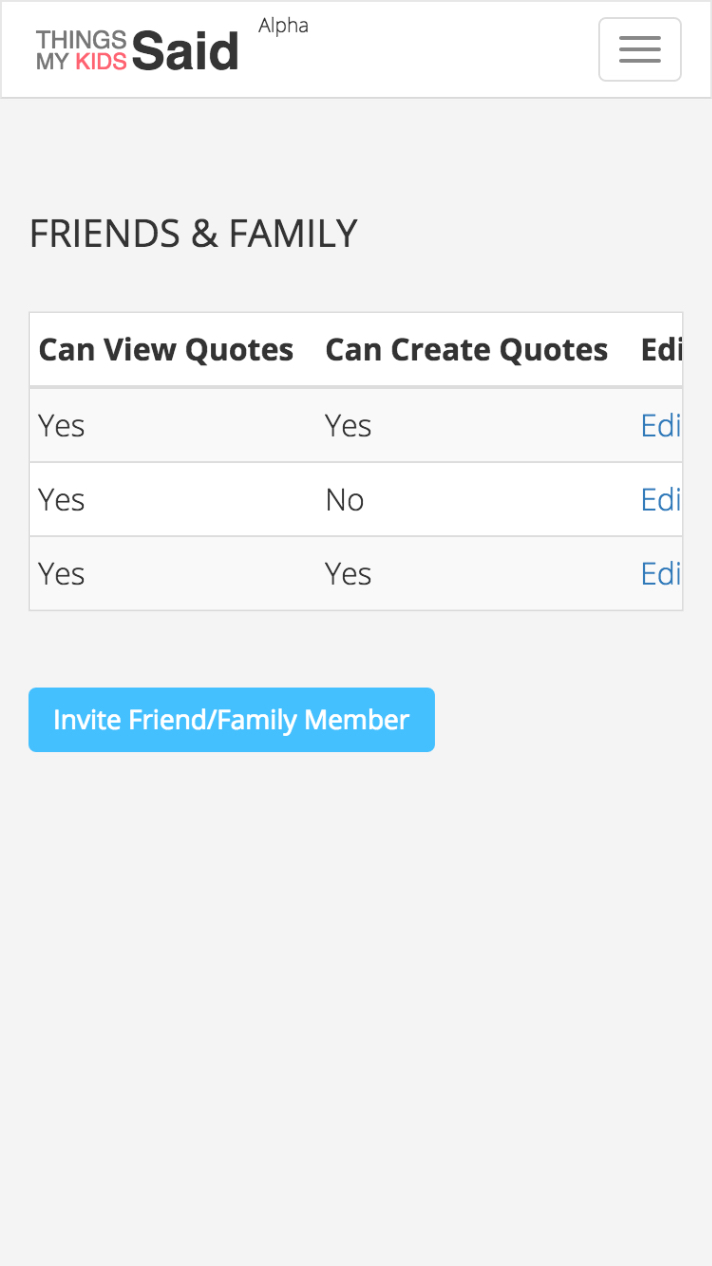 THINGS
MY KIDS Said Alpha
FRIENDS & FAMILY
Can View Quotes Can Create Quotes Edi
Yes Yes Edi
Yes No Edi
Yes Yes Edi
Invite Friend/Family Member